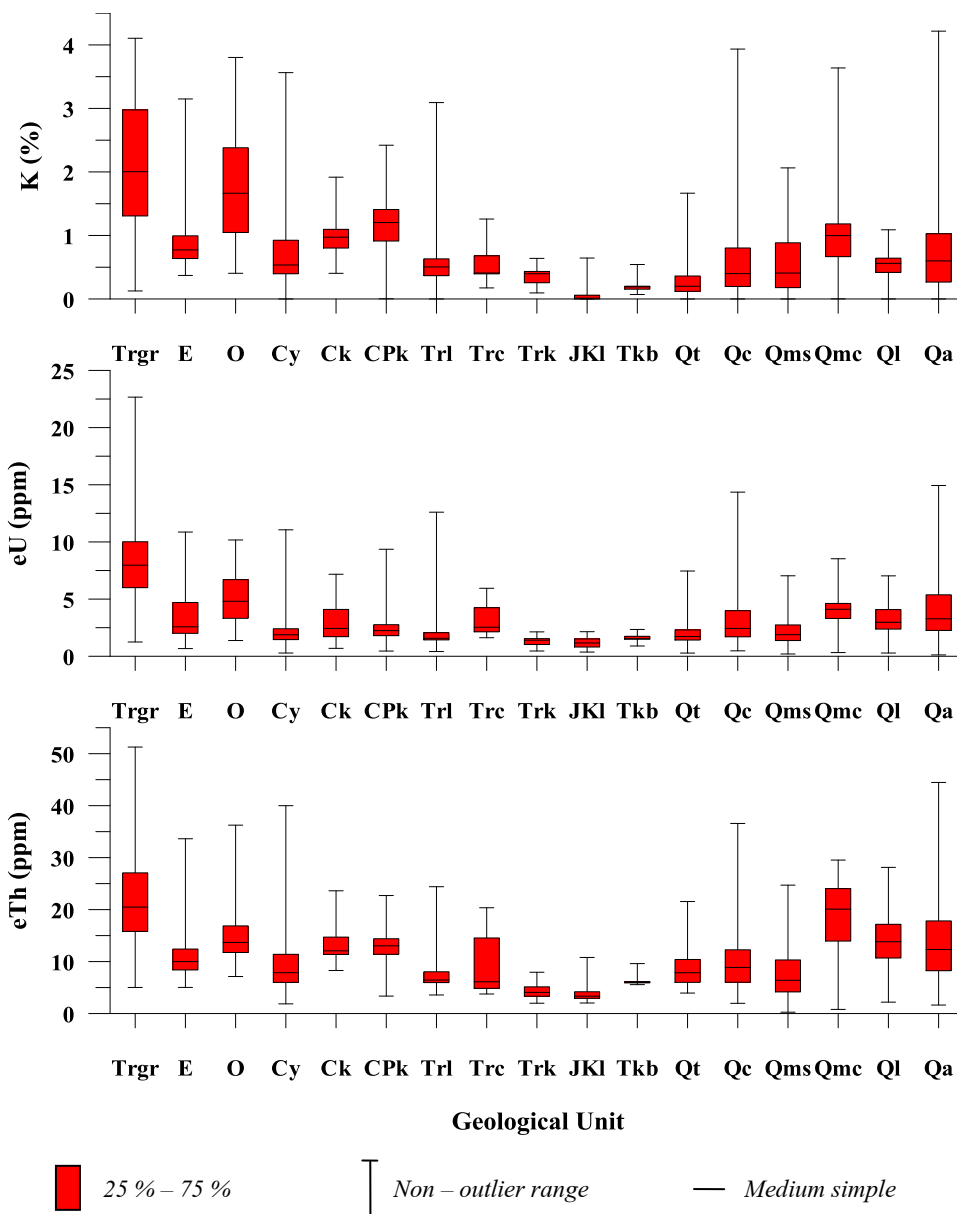 4
3
2
1
0
K (%)
Trgr E O Cy Ck CPk Trl Trc Trk JKl Tkb Qt Qc Qms Qmc Ql Qa
25
20
15
10
5
0
eU (ppm)
Trgr E O Cy Ck CPk Trl Trc Trk JKl Tkb Qt Qc Qms Qmc Ql Qa
50
40
30
20
10
0
eTh (ppm)
Trgr E O Cy Ck CPk Trl Trc Trk JKl Tkb Qt Qc Qms Qmc Ql Qa
Geological Unit
25 % – 75 % Non – outlier range Medium simple